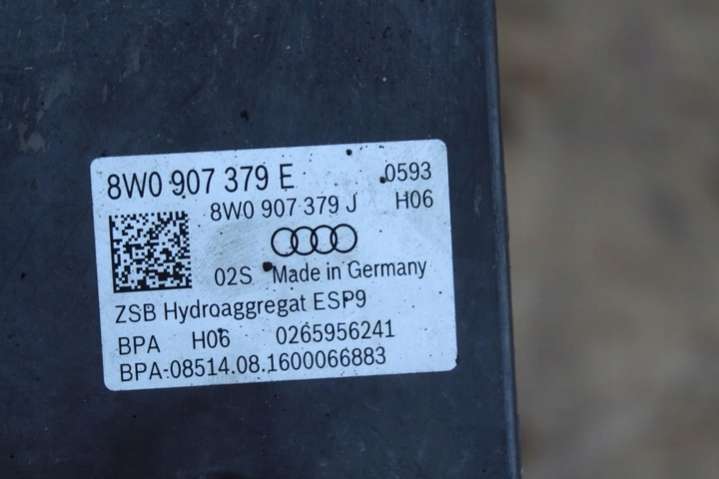 8W0 907 379 E 0593
8W0 907 379 J H06
02S Made in Germany
ZSB Hydroaggregat ESP9
BPA H06 0265956241
BPA-08514.08.1600066883